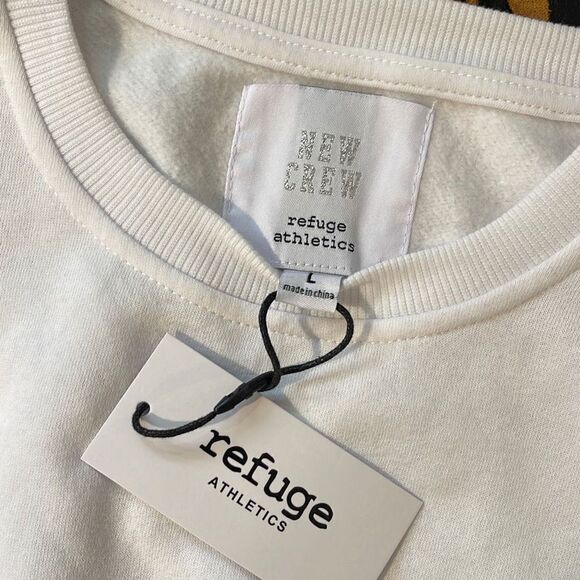 NEW
CREW
refuge
athletics
L
made in china
refuge
ATHLETICS